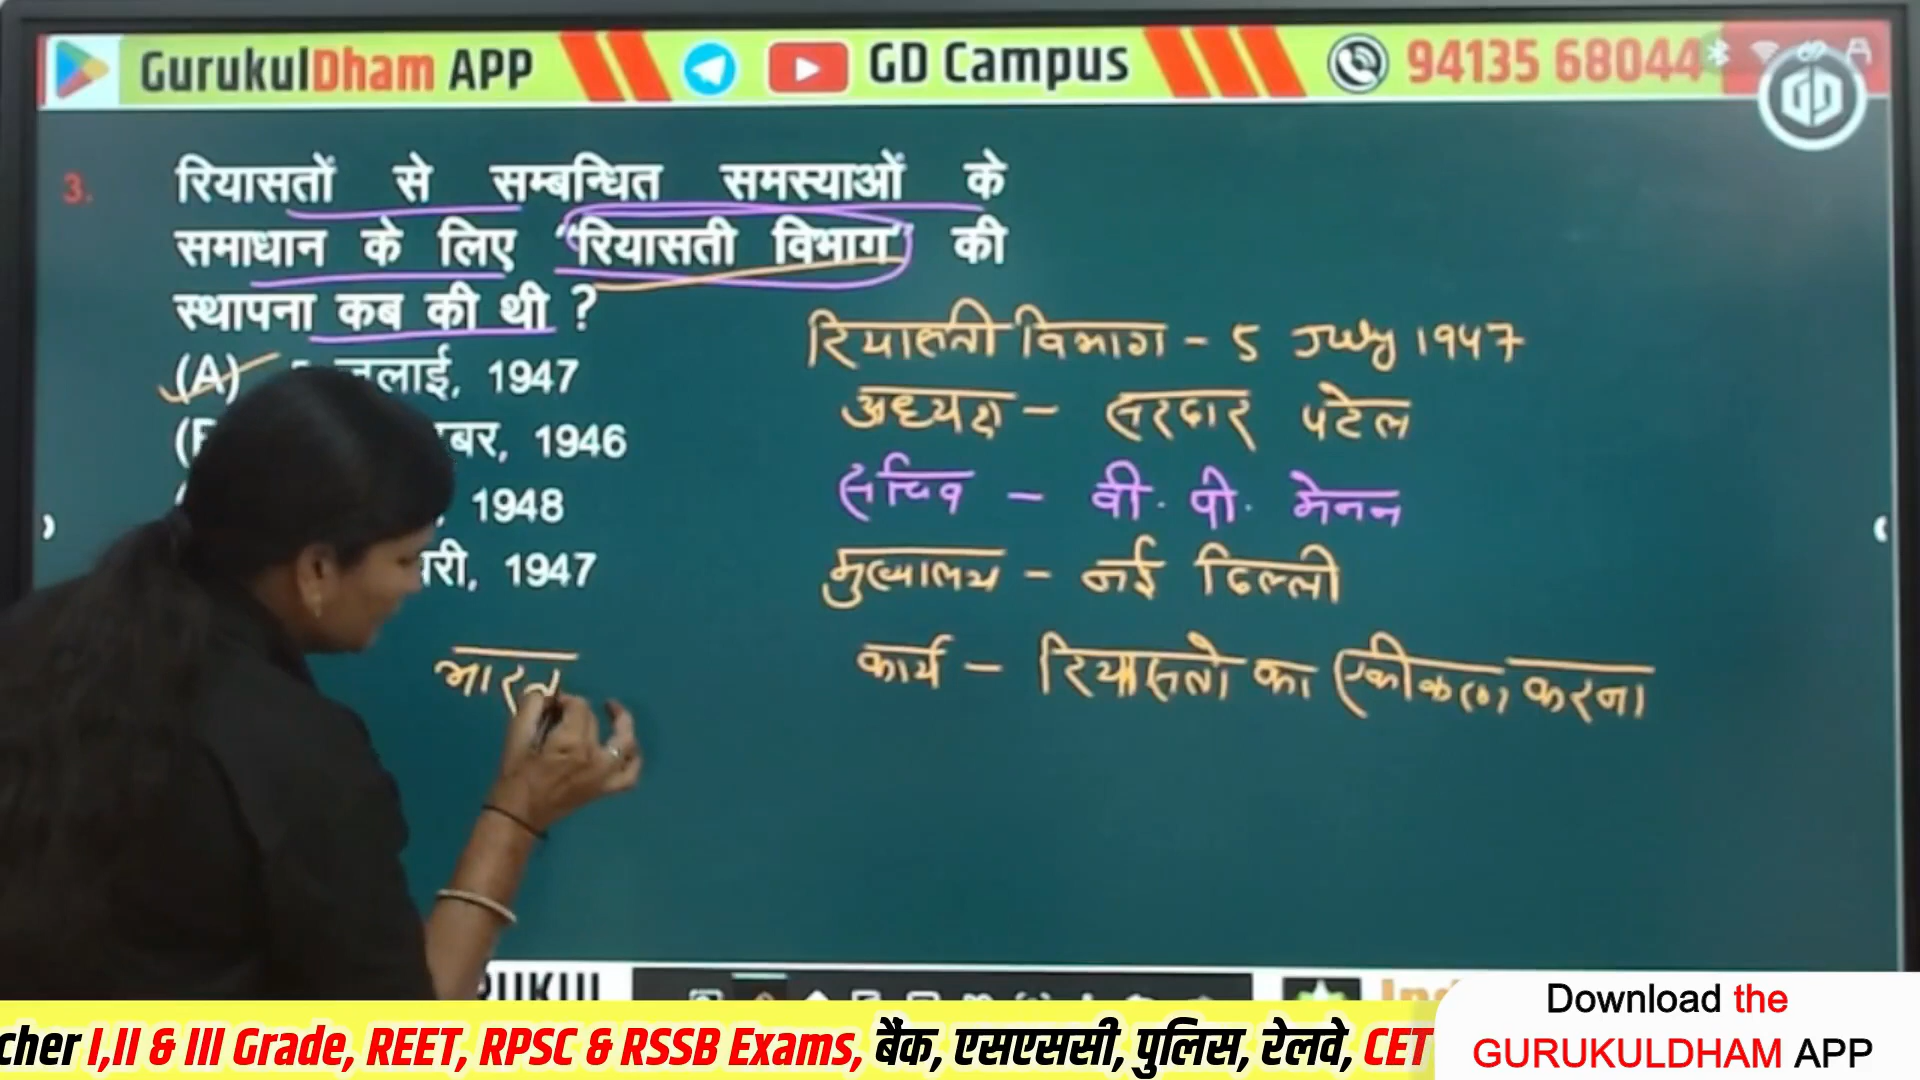 GurukulDham APP GD Campus 94135 68044
3. रियासतों से सम्बन्धित समस्याओं के
समाधान के लिए "रियासती विभाग" की
स्थापना कब की थी ?
(A) जुलाई, 1947
1946
1948
1947
रियासती विभाग - 5 July 1947
अध्यक्ष - सरदार पटेल
सचिव - वी. पी. मेनन
मुख्यालय - नई दिल्ली
कार्य - रियासतो का एकीकरण करना
भारत
cher I,II & III Grade, REET, RPSC & RSSB Exams, बैंक, एसएससी, पुलिस, रेलवे, CET
Download the
GURUKULDHAM APP